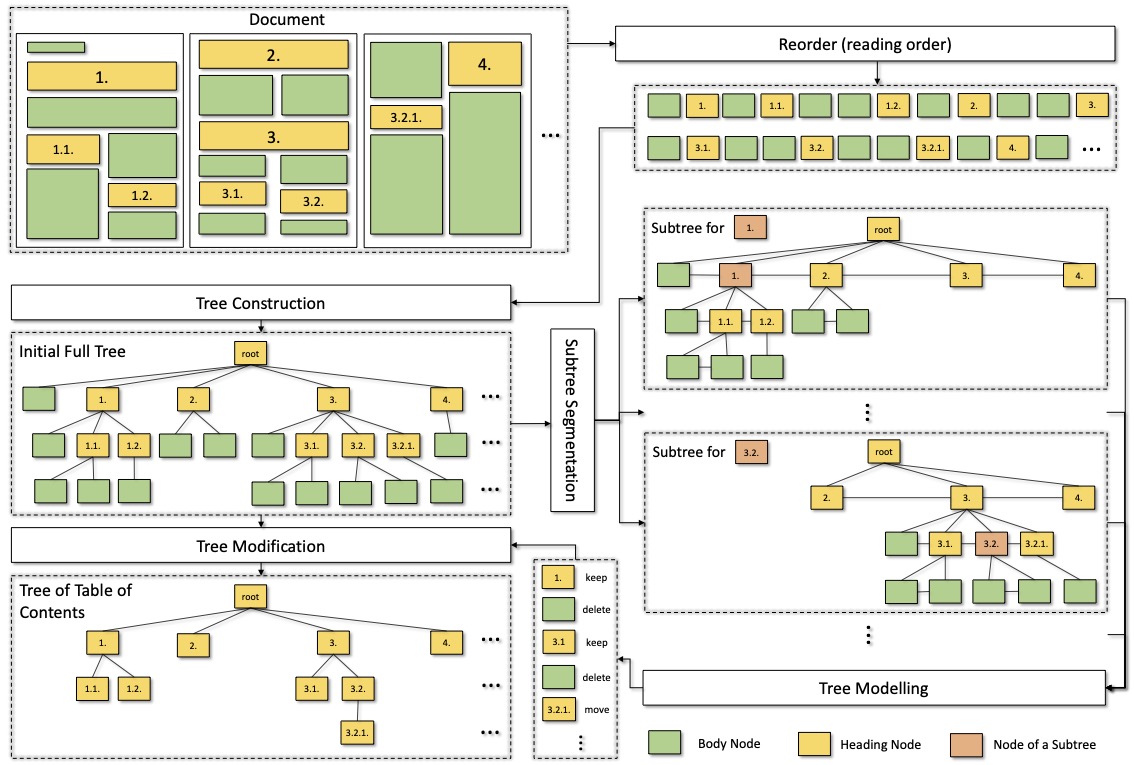 Document
1.
1.1.
1.2.
2.
3.
3.1.
3.2.
3.2.1.
4.
...
Reorder (reading order)
1. 1.1. 1.2. 2. 3.
3.1. 3.2. 3.2.1. 4. ...
Tree Construction
Initial Full Tree
root
1. 2. 3. 4. ...
1.1. 1.2. 3.1. 3.2. 3.2.1. ...
...
Subtree Segmentation
Subtree for 1.
root
1. 2. 3. 4.
1.1. 1.2.
...
Subtree for 3.2.
root
2. 3. 4.
3.1. 3.2. 3.2.1.
...
Tree Modelling
1. keep
delete
3.1 keep
delete
3.2.1. move
...
Tree Modification
Tree of Table of
Contents
root
1. 2. 3. 4. ...
1.1. 1.2. 3.1. 3.2. ...
3.2.1. ...
Body Node
Heading Node
Node of a Subtree